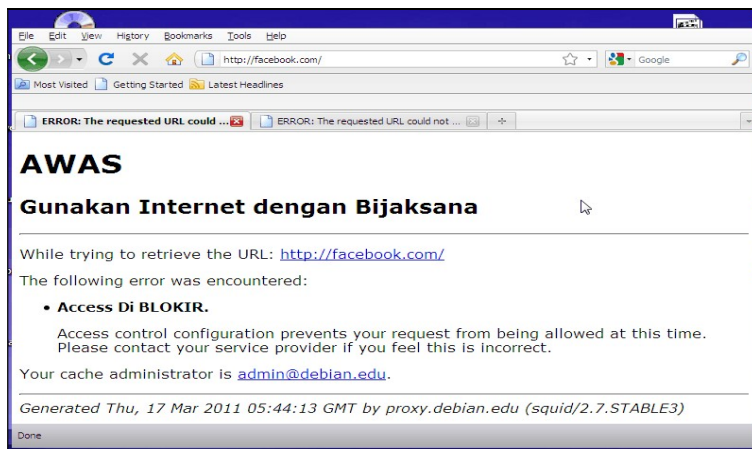 File Edit View History Bookmarks Tools Help
http://facebook.com/ Google
Most Visited Getting Started Latest Headlines
ERROR: The requested URL could ... ERROR: The requested URL could not ...
AWAS
Gunakan Internet dengan Bijaksana
While trying to retrieve the URL: http://facebook.com/
The following error was encountered:
• Access Di BLOKIR.
Access control configuration prevents your request from being allowed at this time.
Please contact your service provider if you feel this is incorrect.
Your cache administrator is admin@debian.edu.
Generated Thu, 17 Mar 2011 05:44:13 GMT by proxy.debian.edu (squid/2.7.STABLE3)
Done